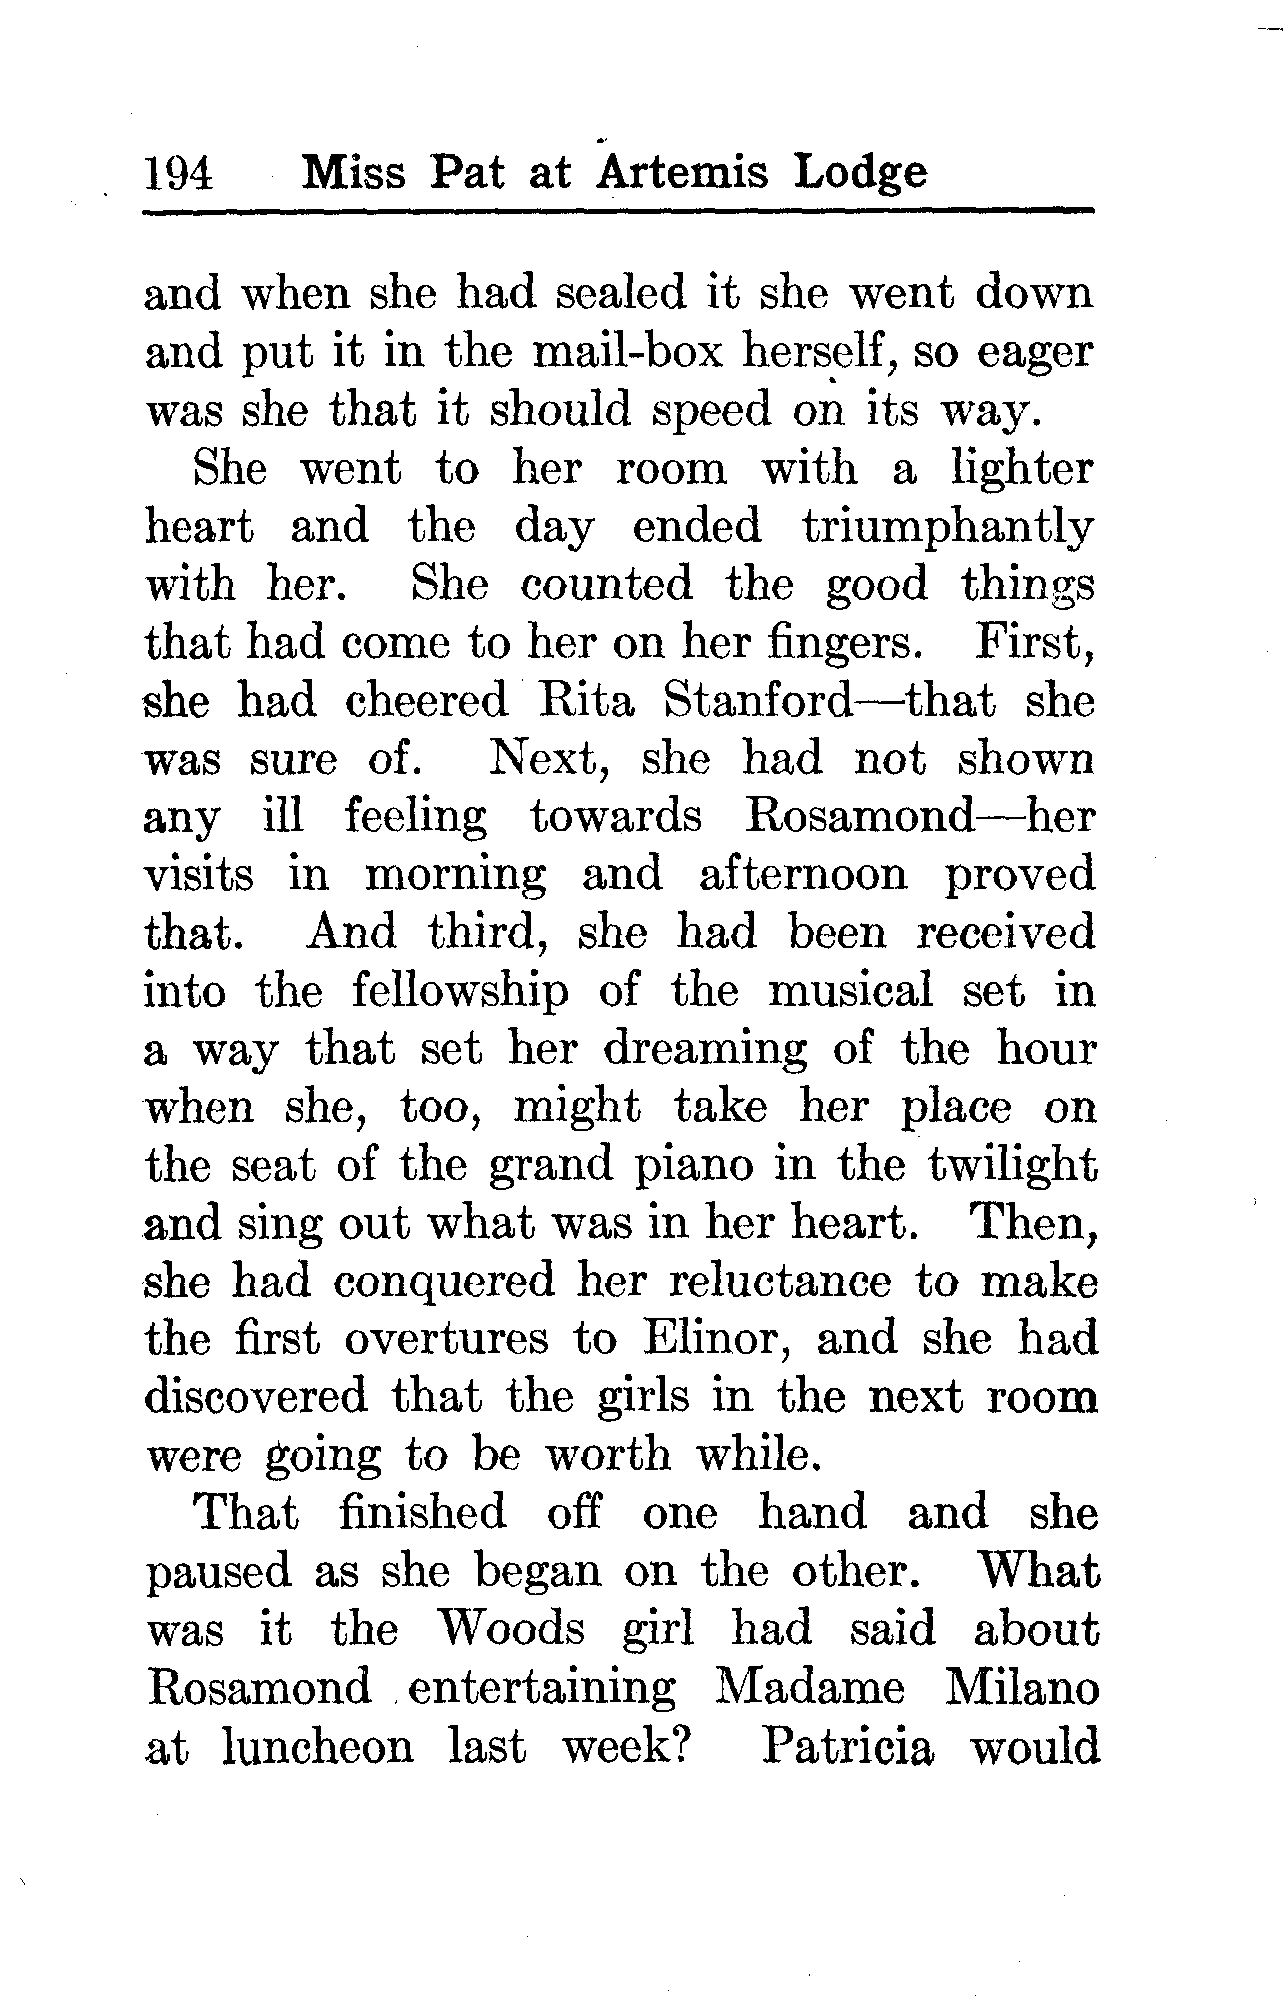 194 Miss Pat at Artemis Lodge
and when she had sealed it she went down
and put it in the mail-box herself, so eager
was she that it should speed on its way.
She went to her room with a lighter
heart and the day ended triumphantly
with her. She counted the good things
that had come to her on her fingers. First,
she had cheered Rita Stanford—that she
was sure of. Next, she had not shown
any ill feeling towards Rosamond—her
visits in morning and afternoon proved
that. And third, she had been received
into the fellowship of the musical set in
a way that set her dreaming of the hour
when she, too, might take her place on
the seat of the grand piano in the twilight
and sing out what was in her heart. Then,
she had conquered her reluctance to make
the first overtures to Elinor, and she had
discovered that the girls in the next room
were going to be worth while.
That finished off one hand and she
paused as she began on the other. What
was it the Woods girl had said about
Rosamond entertaining Madame Milano
at luncheon last week? Patricia would